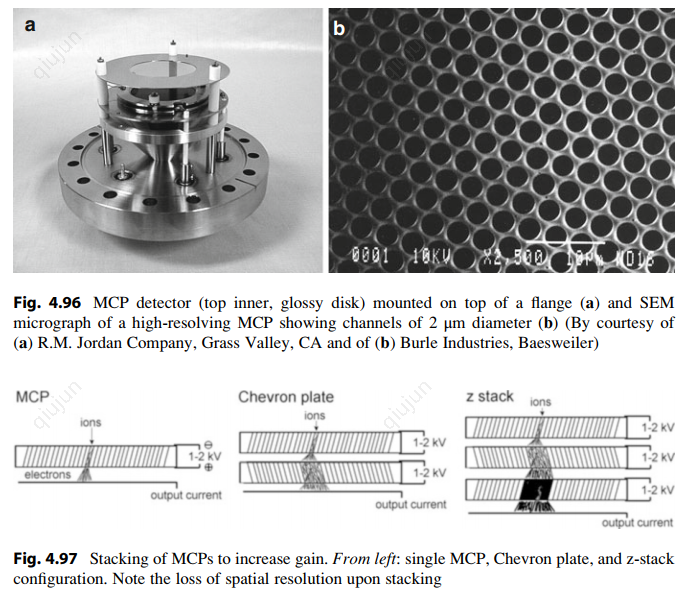 a
b
qiujun
qiujun
0001 10KV X2,500 10µm WD18
Fig. 4.96 MCP detector (top inner, glossy disk) mounted on top of a flange (a) and SEM
micrograph of a high-resolving MCP showing channels of 2 μm diameter (b) (By courtesy of
(a) R.M. Jordan Company, Grass Valley, CA and of (b) Burle Industries, Baesweiler)
MCP
ions
⊖
1-2 kV
⊕
electrons
output current
qiujun
Chevron plate
ions
1-2 kV
1-2 kV
output current
qiujun
z stack
ions
1-2 kV
1-2 kV
1-2 kV
output current
Fig. 4.97 Stacking of MCPs to increase gain. From left: single MCP, Chevron plate, and z-stack
configuration. Note the loss of spatial resolution upon stacking